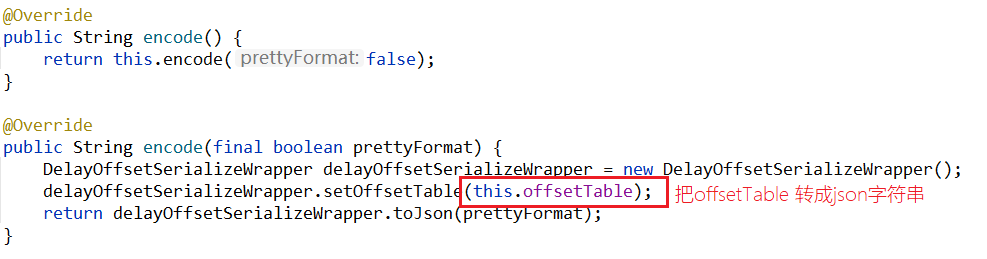 @Override
public String encode() {
    return this.encode( prettyFormat: false);
}
@Override
public String encode(final boolean prettyFormat) {
    DelayOffsetSerializeWrapper delayOffsetSerializeWrapper = new DelayOffsetSerializeWrapper();
    delayOffsetSerializeWrapper.setOffsetTable(this.offsetTable); 把offsetTable 转成json字符串
    return delayOffsetSerializeWrapper.toJson(prettyFormat);
}